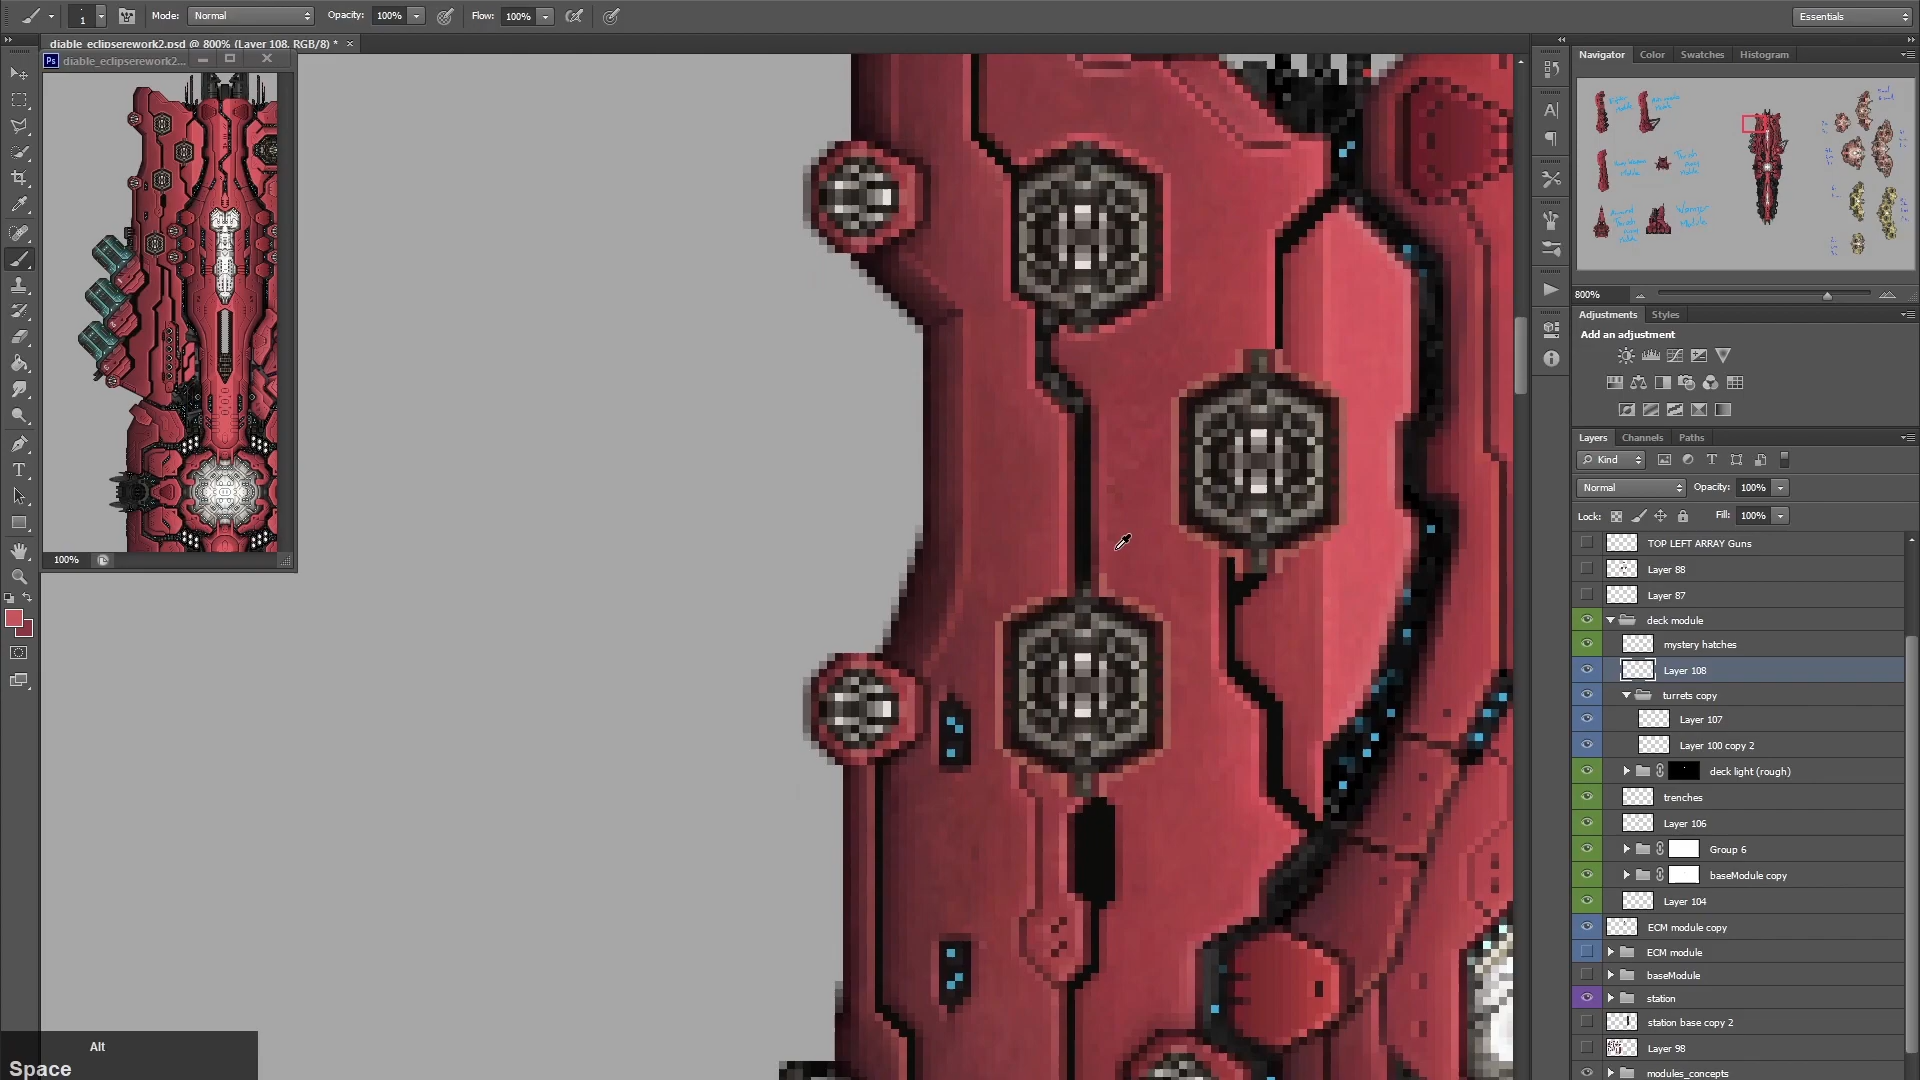 1
Mode:
Normal
Opacity:
100%
Flow:
100%
Essentials
diable_eclipserework2.psd @ 800% (Layer 108, RGB/8) *
Ps
diable_eclipserework2...
100%
Navigator
Color
Swatches
Histogram
800%
Adjustments
Styles
Add an adjustment
Layers
Channels
Paths
Kind
Normal
Opacity:
100%
Lock:
Fill:
100%
TOP LEFT ARRAY Guns
Layer 88
Layer 87
deck module
mystery hatches
Layer 108
turrets copy
Layer 107
Layer 100 copy 2
deck light (rough)
trenches
Layer 106
Group 6
baseModule copy
Layer 104
ECM module copy
ECM module
baseModule
station
station base copy 2
Layer 98
modules_concepts
Alt
Space